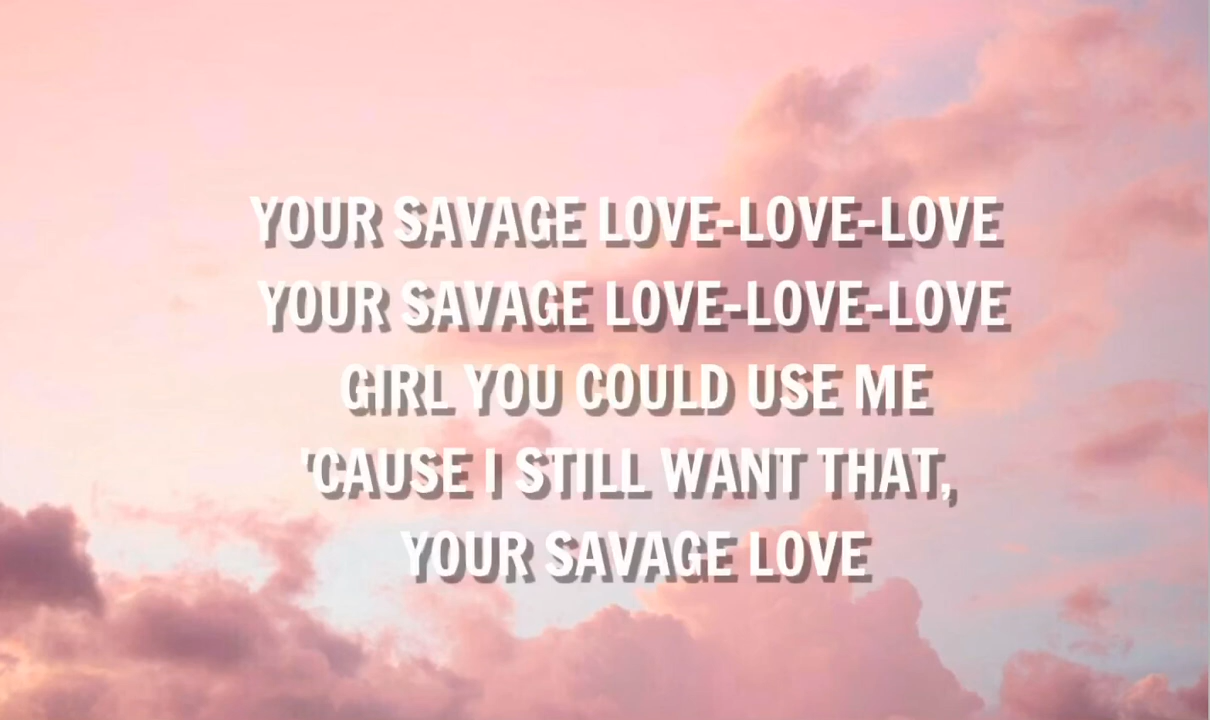 YOUR SAVAGE LOVE-LOVE-LOVE
YOUR SAVAGE LOVE-LOVE-LOVE
GIRL YOU COULD USE ME
'CAUSE I STILL WANT THAT,
YOUR SAVAGE LOVE